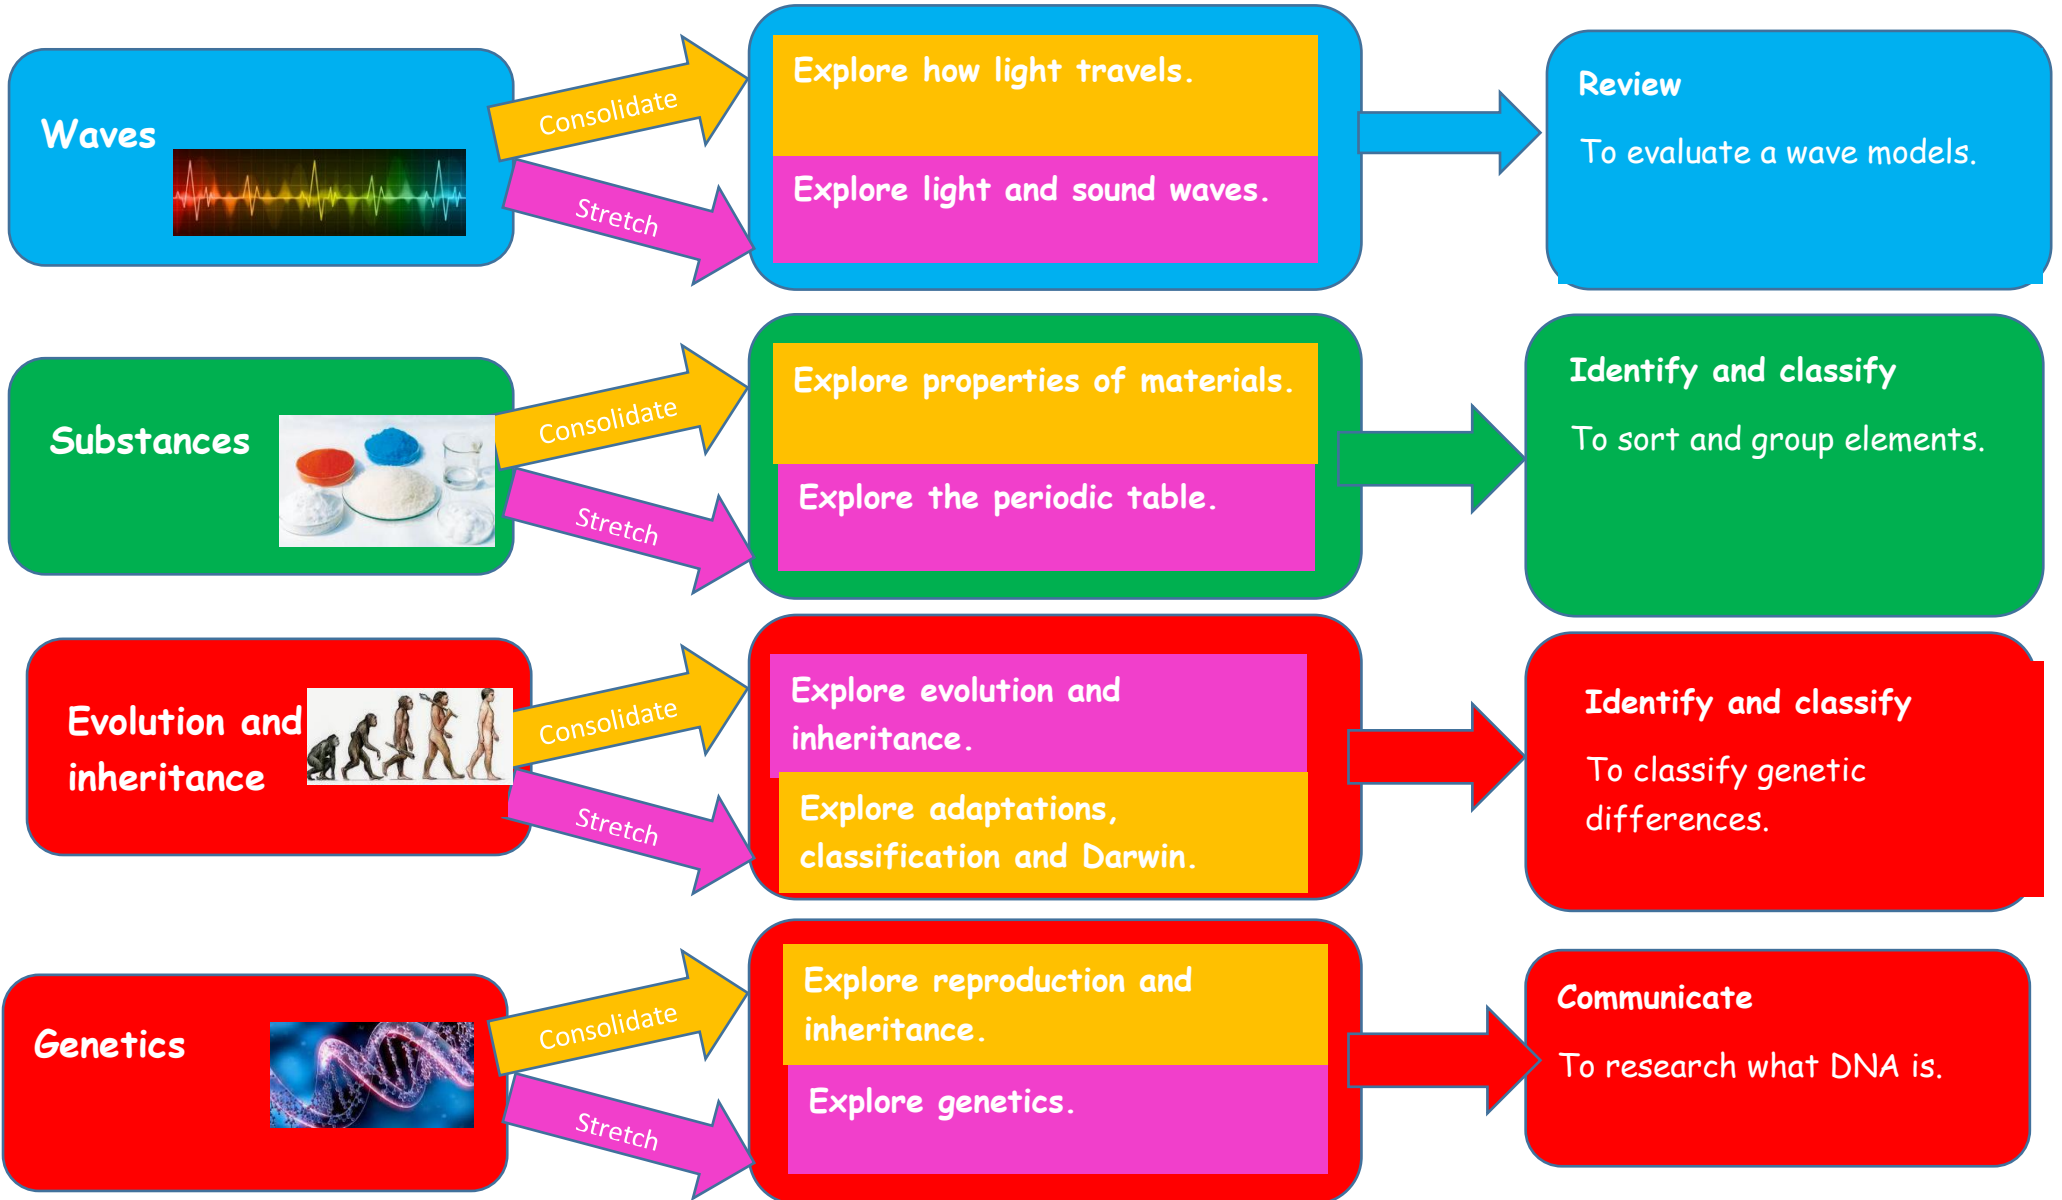 Waves
Consolidate
Stretch
Explore how light travels.
Explore light and sound waves.
Review
To evaluate a wave models.
Substances
Consolidate
Stretch
Explore properties of materials.
Explore the periodic table.
Identify and classify
To sort and group elements.
Evolution and
inheritance
Consolidate
Stretch
Explore evolution and
inheritance.
Explore adaptations,
classification and Darwin.
Identify and classify
To classify genetic
differences.
Genetics
Consolidate
Stretch
Explore reproduction and
inheritance.
Explore genetics.
Communicate
To research what DNA is.